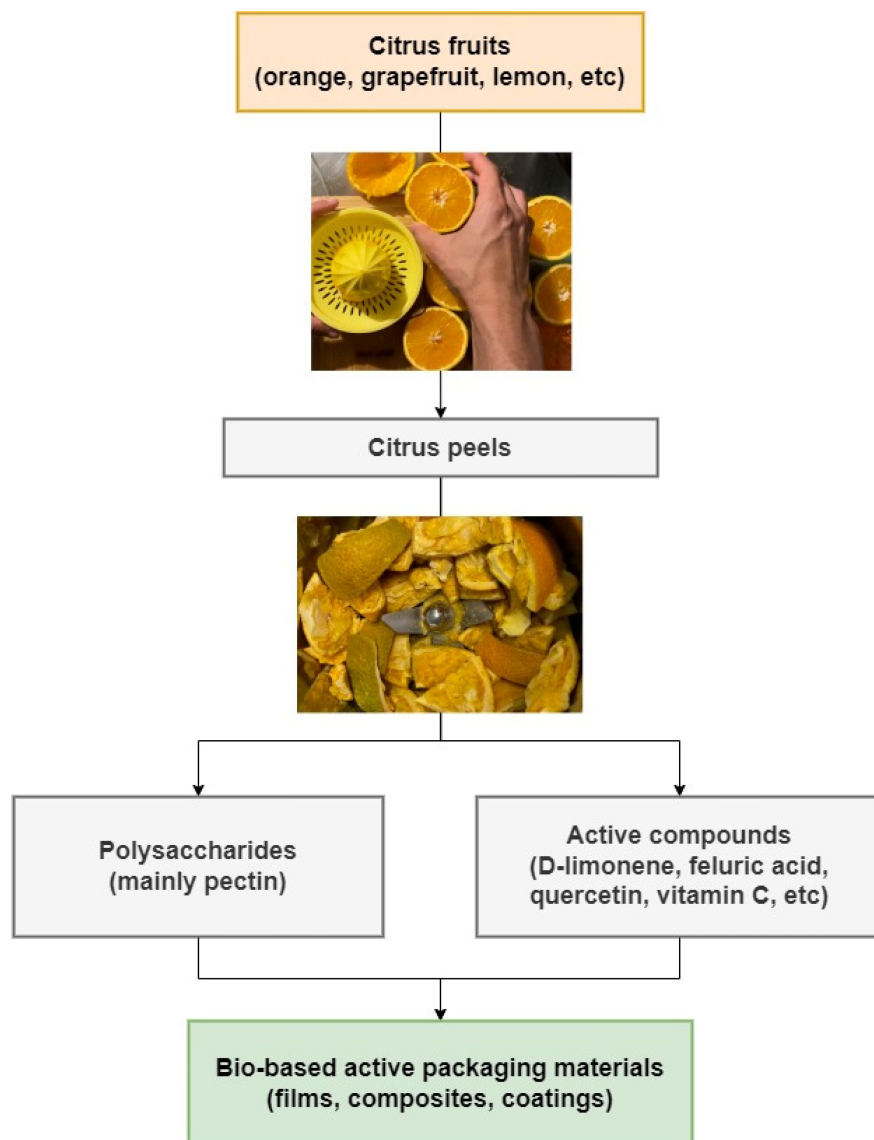 Citrus fruits
(orange, grapefruit, lemon, etc)
Citrus peels
Polysaccharides
(mainly pectin)
Active compounds
(D-limonene, feluric acid,
quercetin, vitamin C, etc)
Bio-based active packaging materials
(films, composites, coatings)